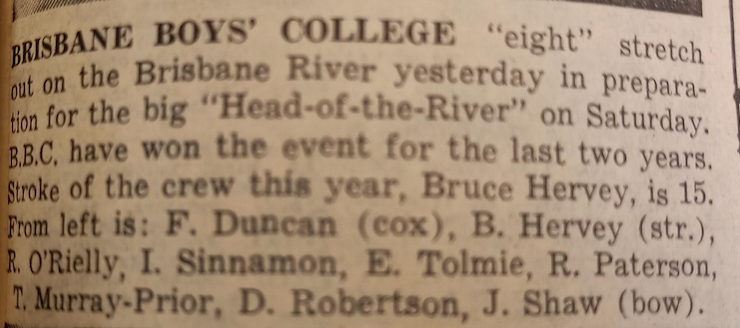 BRISBANE BOYS' COLLEGE "eight" stretch
out on the Brisbane River yesterday in prepara-
tion for the big "Head-of-the-River" on Saturday.
B.B.C. have won the event for the last two years.
Stroke of the crew this year, Bruce Hervey, is 15.
From left is: F. Duncan (cox), B. Hervey (str.),
R. O'Rielly, I. Sinnamon, E. Tolmie, R. Paterson,
T. Murray-Prior, D. Robertson, J. Shaw (bow).